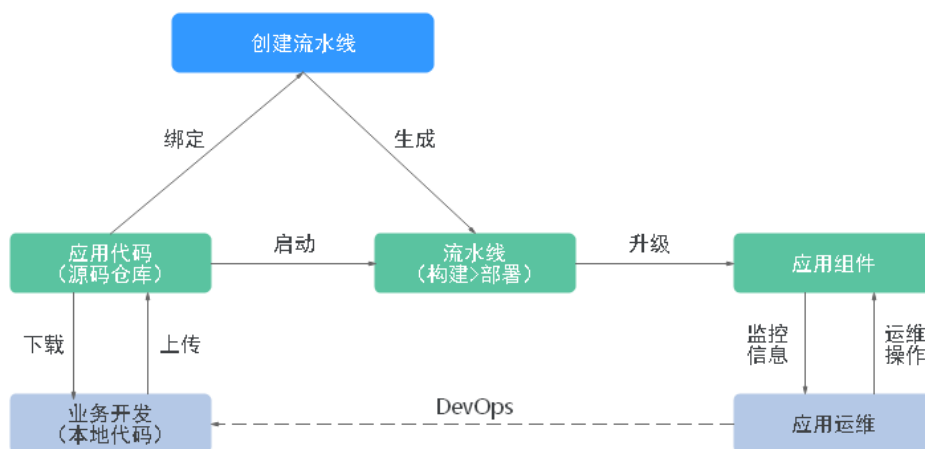 创建流水线
绑定
生成
应用代码
（源码仓库）
启动
流水线
（构建>部署）
升级
应用组件
下载
上传
监控
信息
运维
操作
业务开发
（本地代码）
DevOps
应用运维